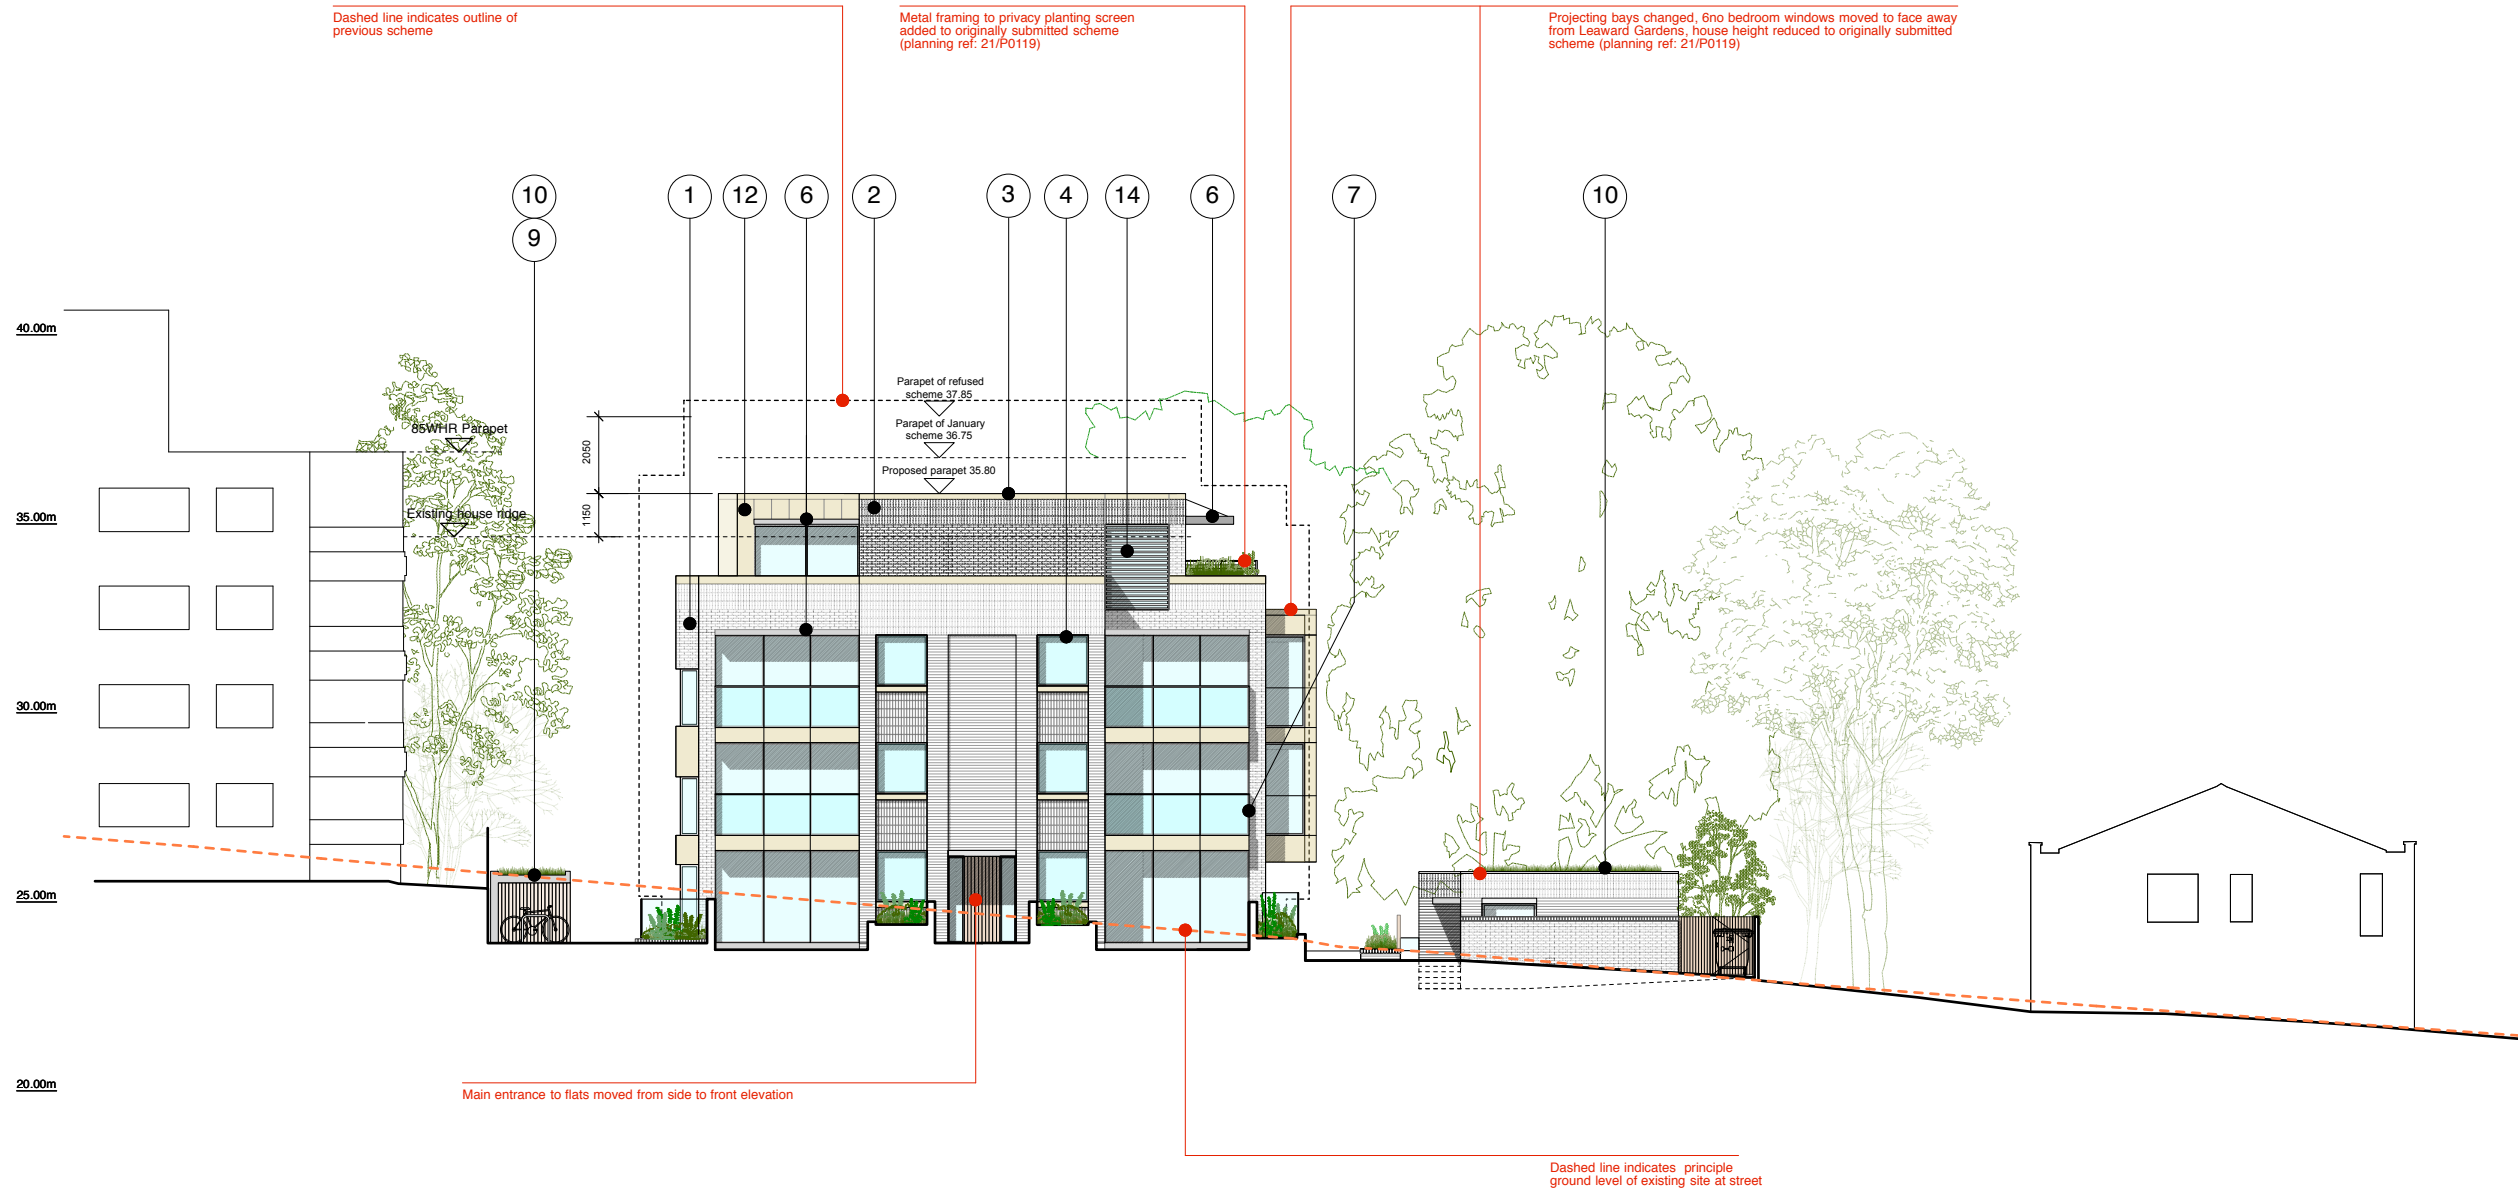 Dashed line indicates outline of
previous scheme
Metal framing to privacy planting screen
added to originally submitted scheme
(planning ref: 21/P0119)
Projecting bays changed, 6no bedroom windows moved to face away
from Leaward Gardens, house height reduced to originally submitted
scheme (planning ref: 21/P0119)
10
9
1
12
6
2
3
4
14
6
7
10
40.00m
35.00m
30.00m
25.00m
20.00m
85WHR Parapet
Existing house ridge
2050
1150
Parapet of refused
scheme 37.85
Parapet of January
scheme 36.75
Proposed parapet 35.80
Main entrance to flats moved from side to front elevation
Dashed line indicates  principle
ground level of existing site at street